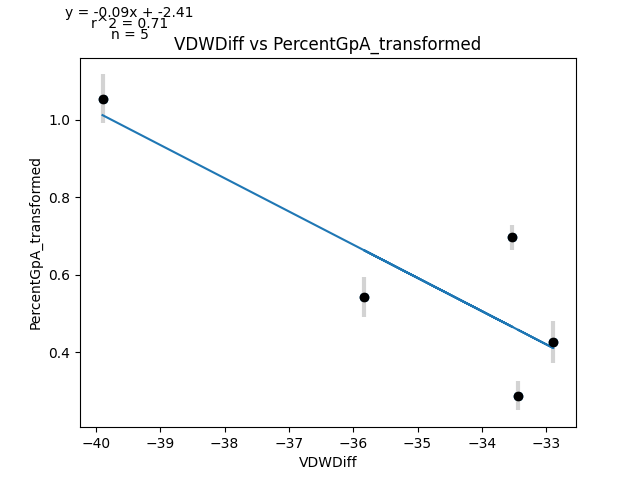 y = -0.09x + -2.41
r^2 = 0.71
n = 5
VDWDiff vs PercentGpA_transformed
PercentGpA_transformed
1.0
0.8
0.6
0.4
−40 −39 −38 −37 −36 −35 −34 −33
VDWDiff